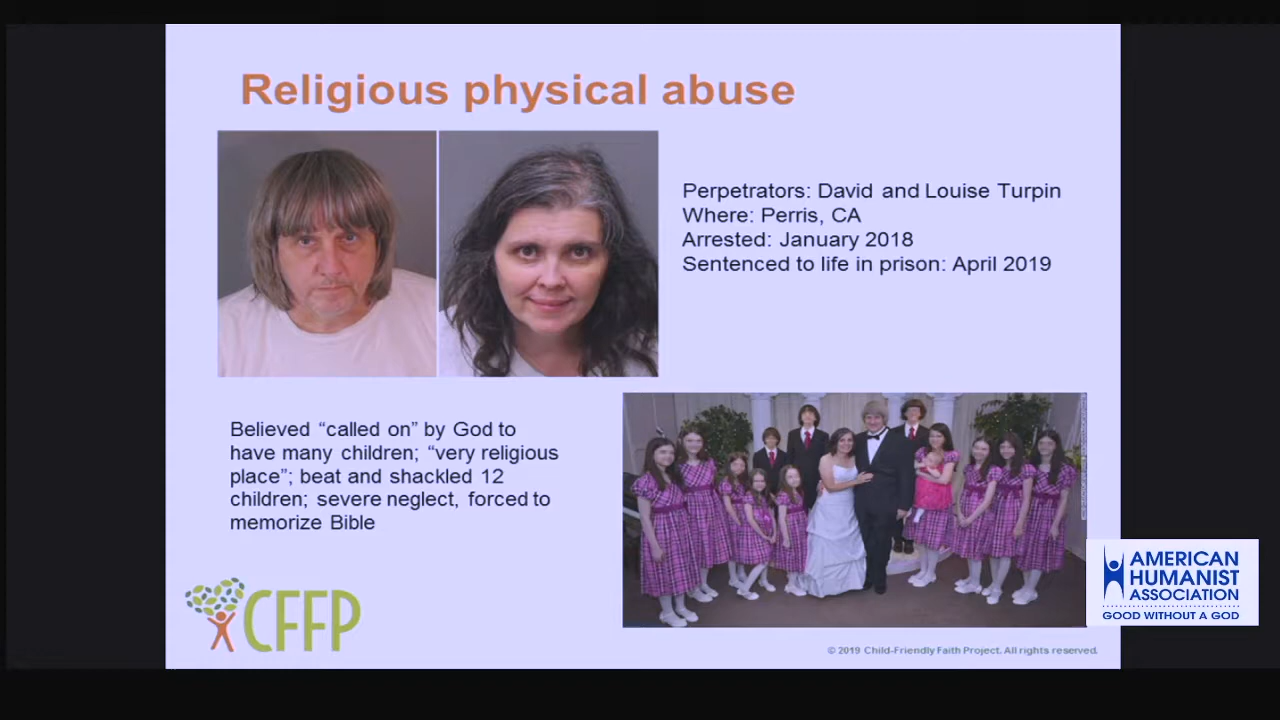 Religious physical abuse
Perpetrators: David and Louise Turpin
Where: Perris, CA
Arrested: January 2018
Sentenced to life in prison: April 2019
Believed “called on” by God to
have many children; “very religious
place”; beat and shackled 12
children; severe neglect, forced to
memorize Bible
CFFP
AMERICAN
HUMANIST
ASSOCIATION
GOOD WITHOUT A GOD
© 2019 Child-Friendly Faith Project. All rights reserved.